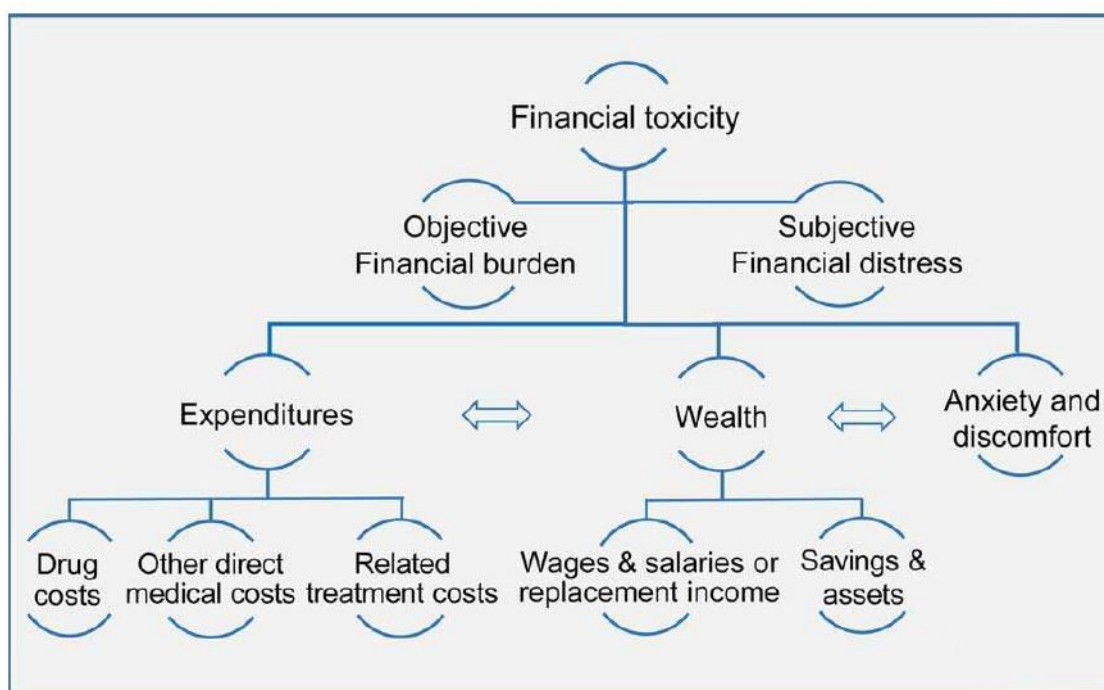 Financial toxicity
Objective
Financial burden
Subjective
Financial distress
Expenditures
Wealth
Anxiety and
discomfort
Drug
costs
Other direct
medical costs
Related
treatment costs
Wages & salaries or
replacement income
Savings &
assets